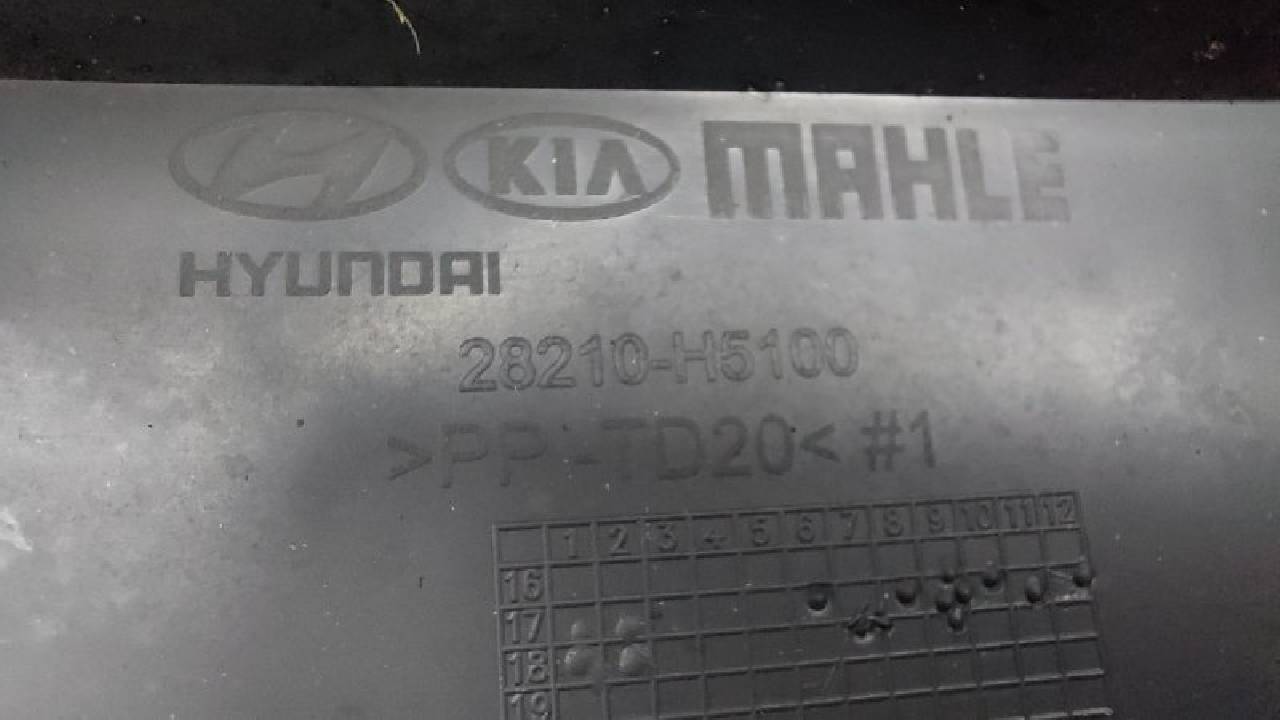 KIA MAHLE
HYUNDAI
28210-H5100
>PP -TD20< #1
1 2 3 4 5 6 7 8 9 10 11 12
16
17
18
19